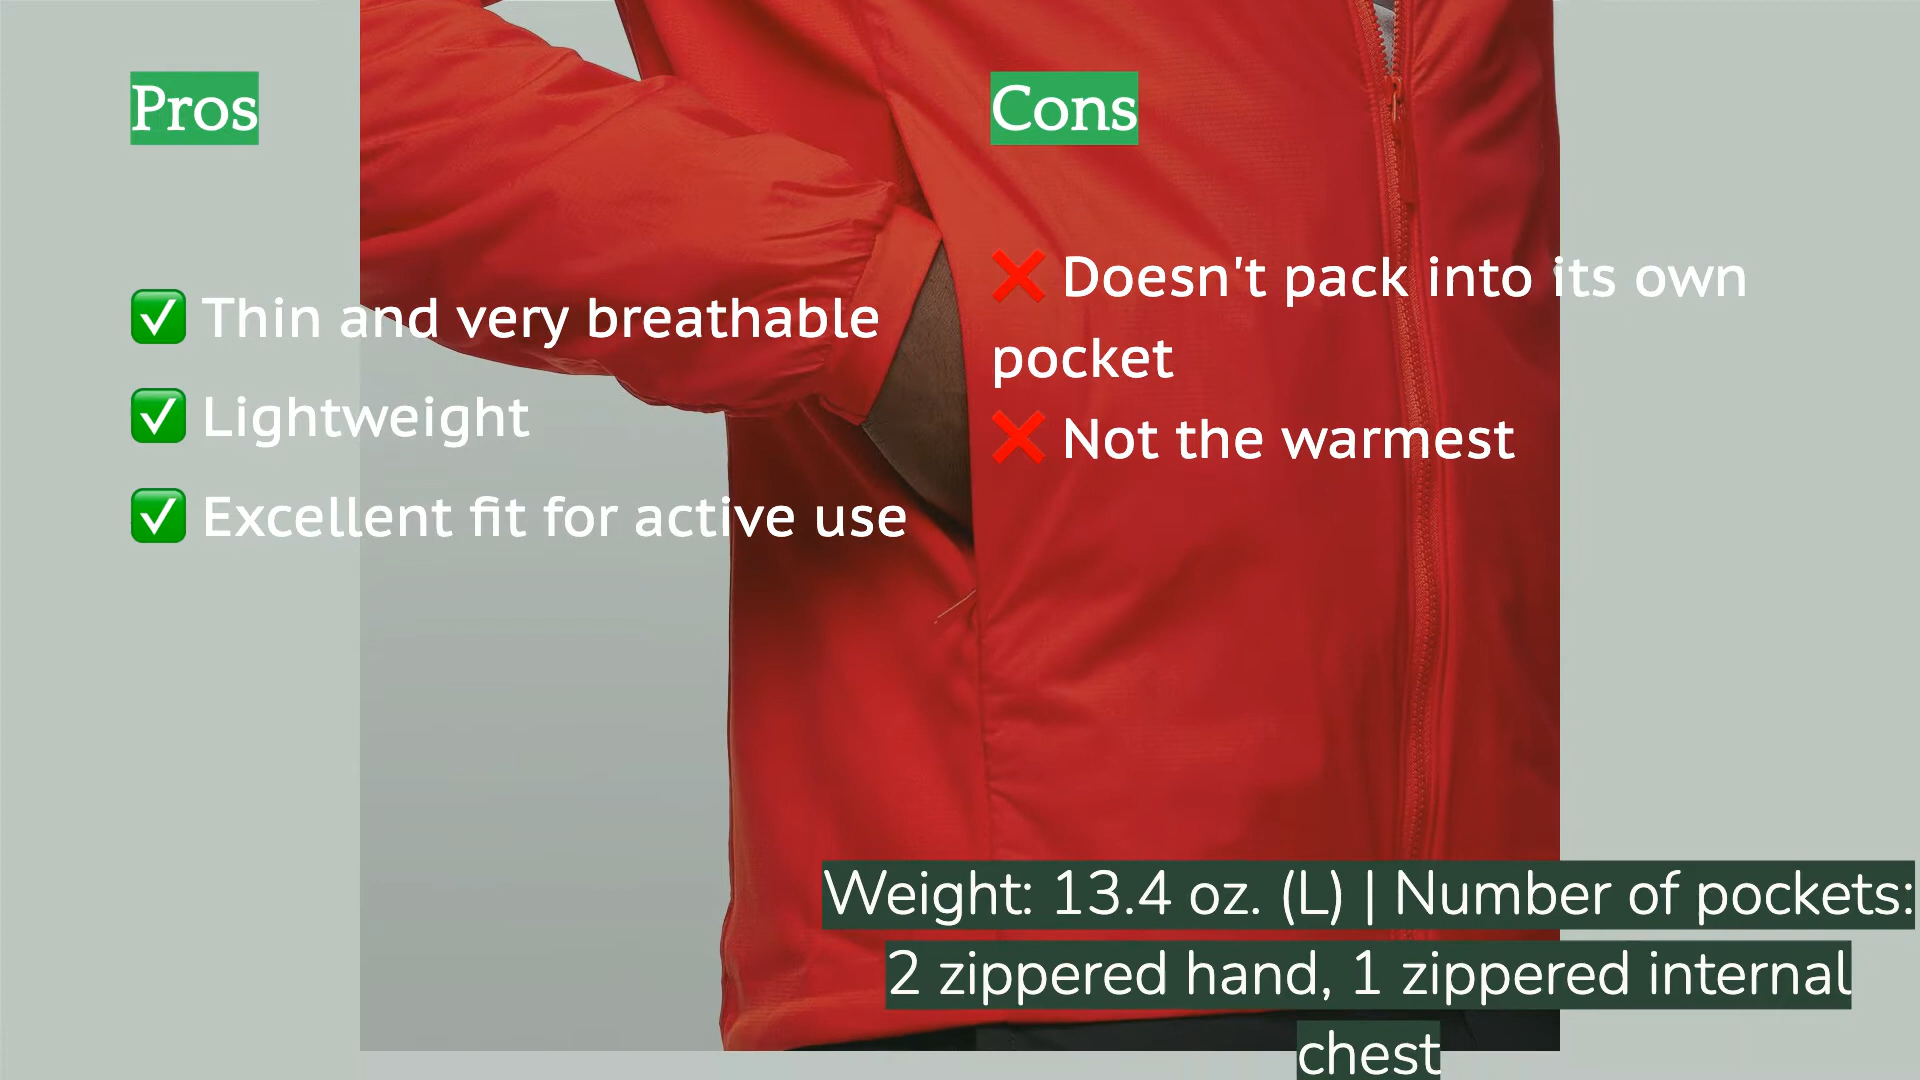 Pros
✅ Thin and very breathable
✅ Lightweight
✅ Excellent fit for active use
Cons
❌ Doesn't pack into its own
pocket
❌ Not the warmest
Weight: 13.4 oz. (L) | Number of pockets:
2 zippered hand, 1 zippered internal
chest